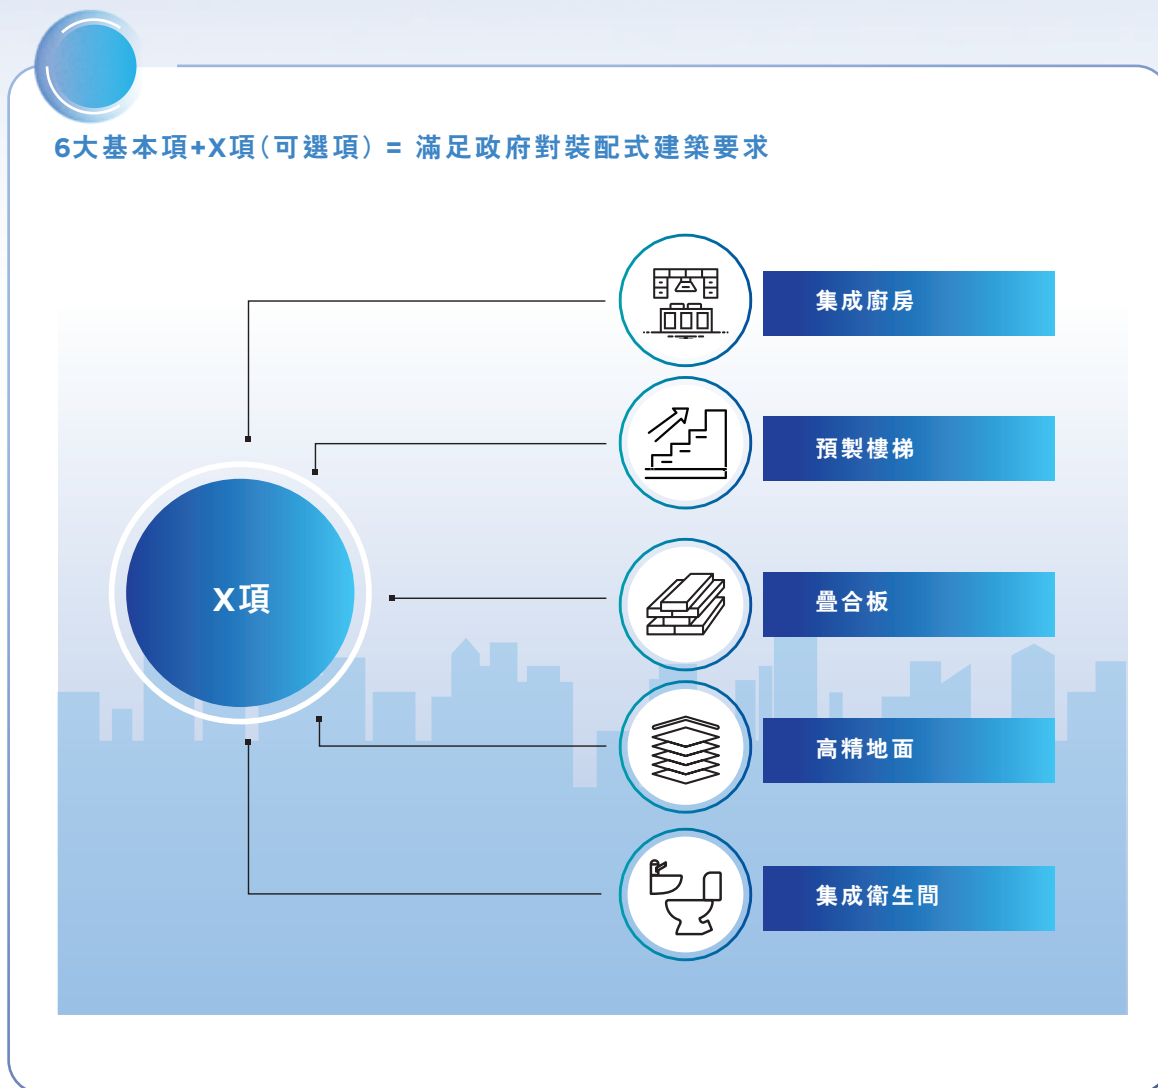 6大基本項+X項(可選項) = 滿足政府對裝配式建築要求
集成廚房
預製樓梯
X項
疊合板
高精地面
集成衛生間